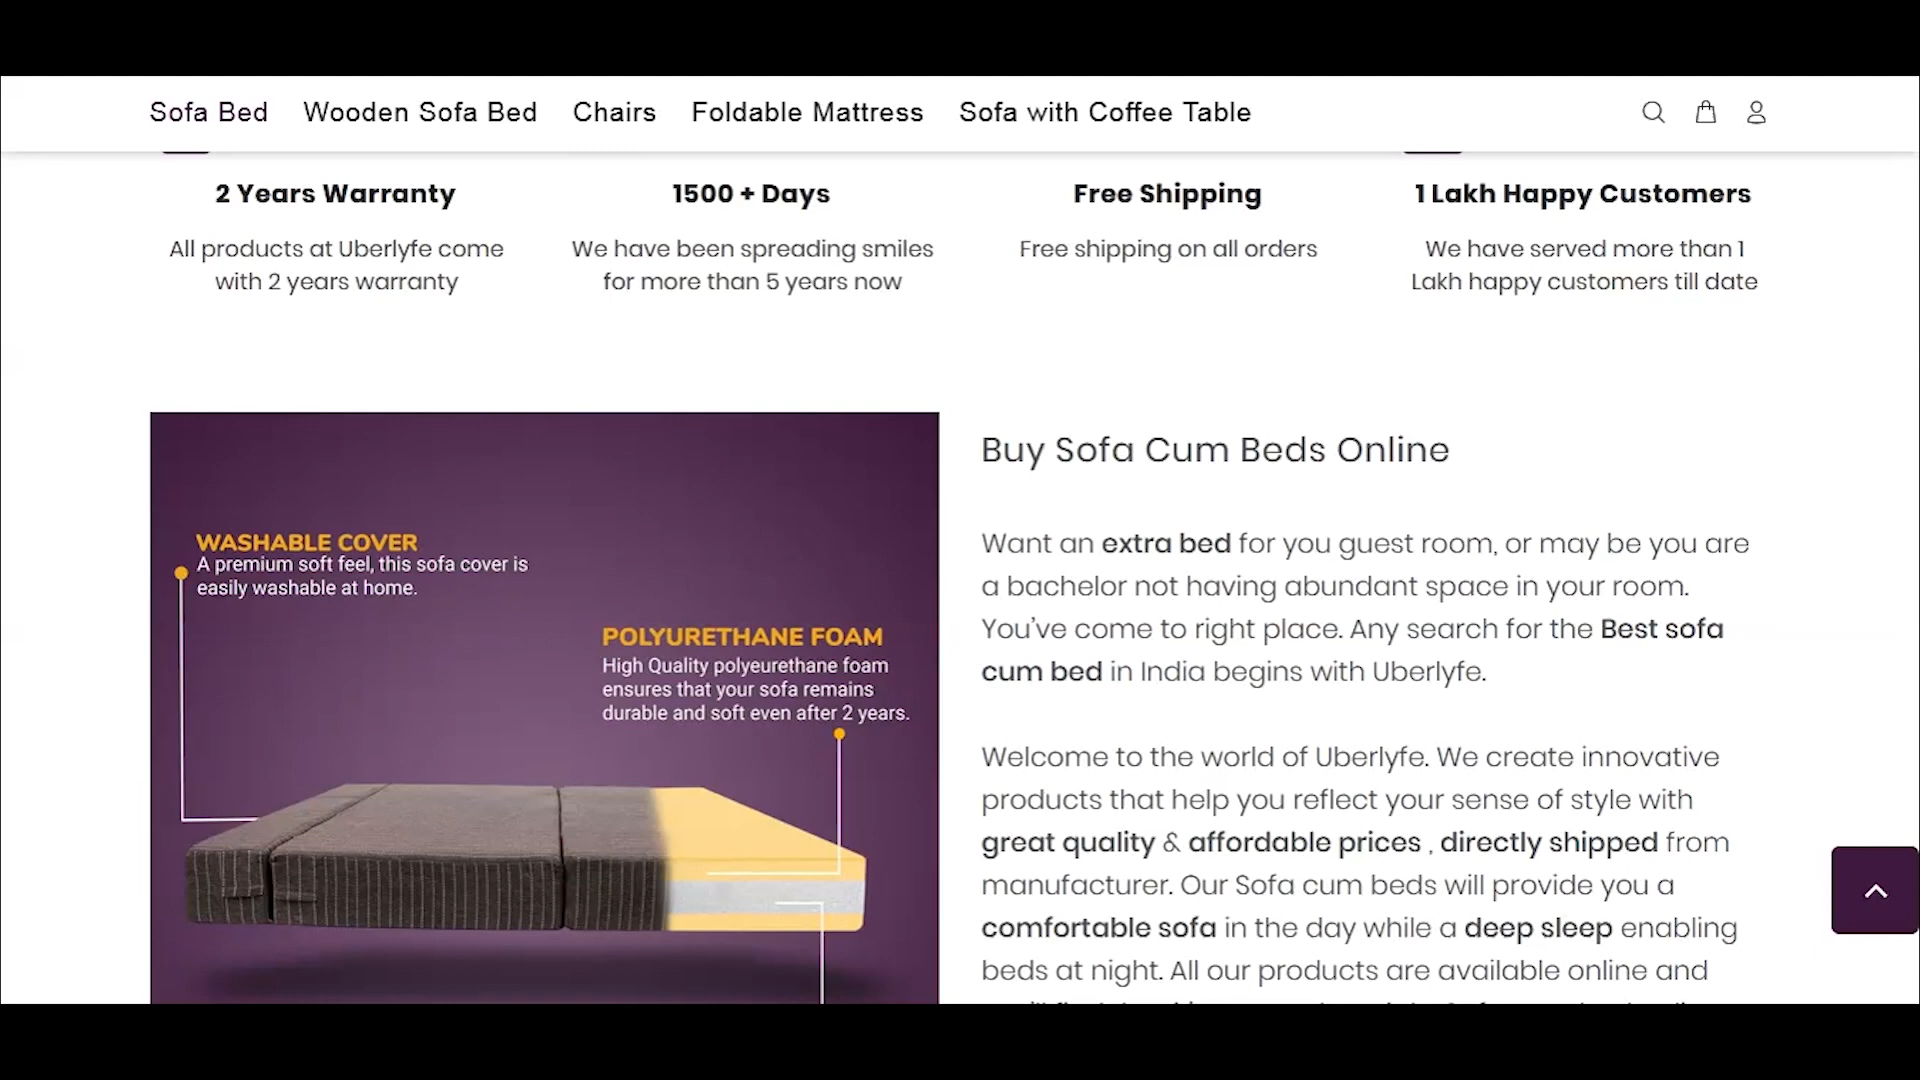 Sofa Bed Wooden Sofa Bed Chairs Foldable Mattress Sofa with Coffee Table
2 Years Warranty
All products at Uberlyfe come
with 2 years warranty
1500 + Days
We have been spreading smiles
for more than 5 years now
Free Shipping
Free shipping on all orders
1 Lakh Happy Customers
We have served more than 1
Lakh happy customers till date
WASHABLE COVER
A premium soft feel, this sofa cover is
easily washable at home.
POLYURETHANE FOAM
High Quality polyeurethane foam
ensures that your sofa remains
durable and soft even after 2 years.
Buy Sofa Cum Beds Online
Want an extra bed for you guest room, or may be you are
a bachelor not having abundant space in your room.
You've come to right place. Any search for the Best sofa
cum bed in India begins with Uberlyfe.
Welcome to the world of Uberlyfe. We create innovative
products that help you reflect your sense of style with
great quality & affordable prices , directly shipped from
manufacturer. Our Sofa cum beds will provide you a
comfortable sofa in the day while a deep sleep enabling
beds at night. All our products are available online and